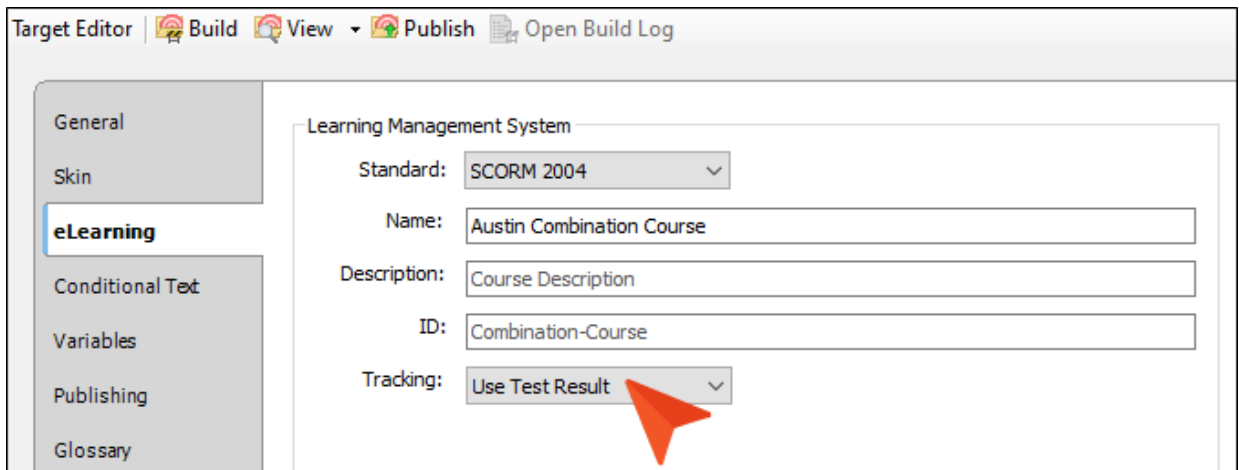 Target Editor Build View Publish Open Build Log
General
Skin
eLearning
Conditional Text
Variables
Publishing
Glossary
Learning Management System
Standard: SCORM 2004
Name: Austin Combination Course
Description: Course Description
ID: Combination-Course
Tracking: Use Test Result